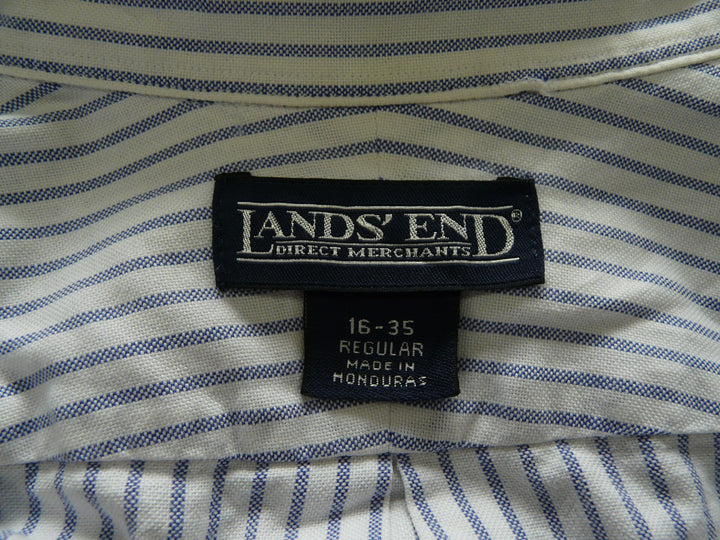 LANDS' END®
DIRECT MERCHANTS
16-35
REGULAR
MADE IN
HONDURAS